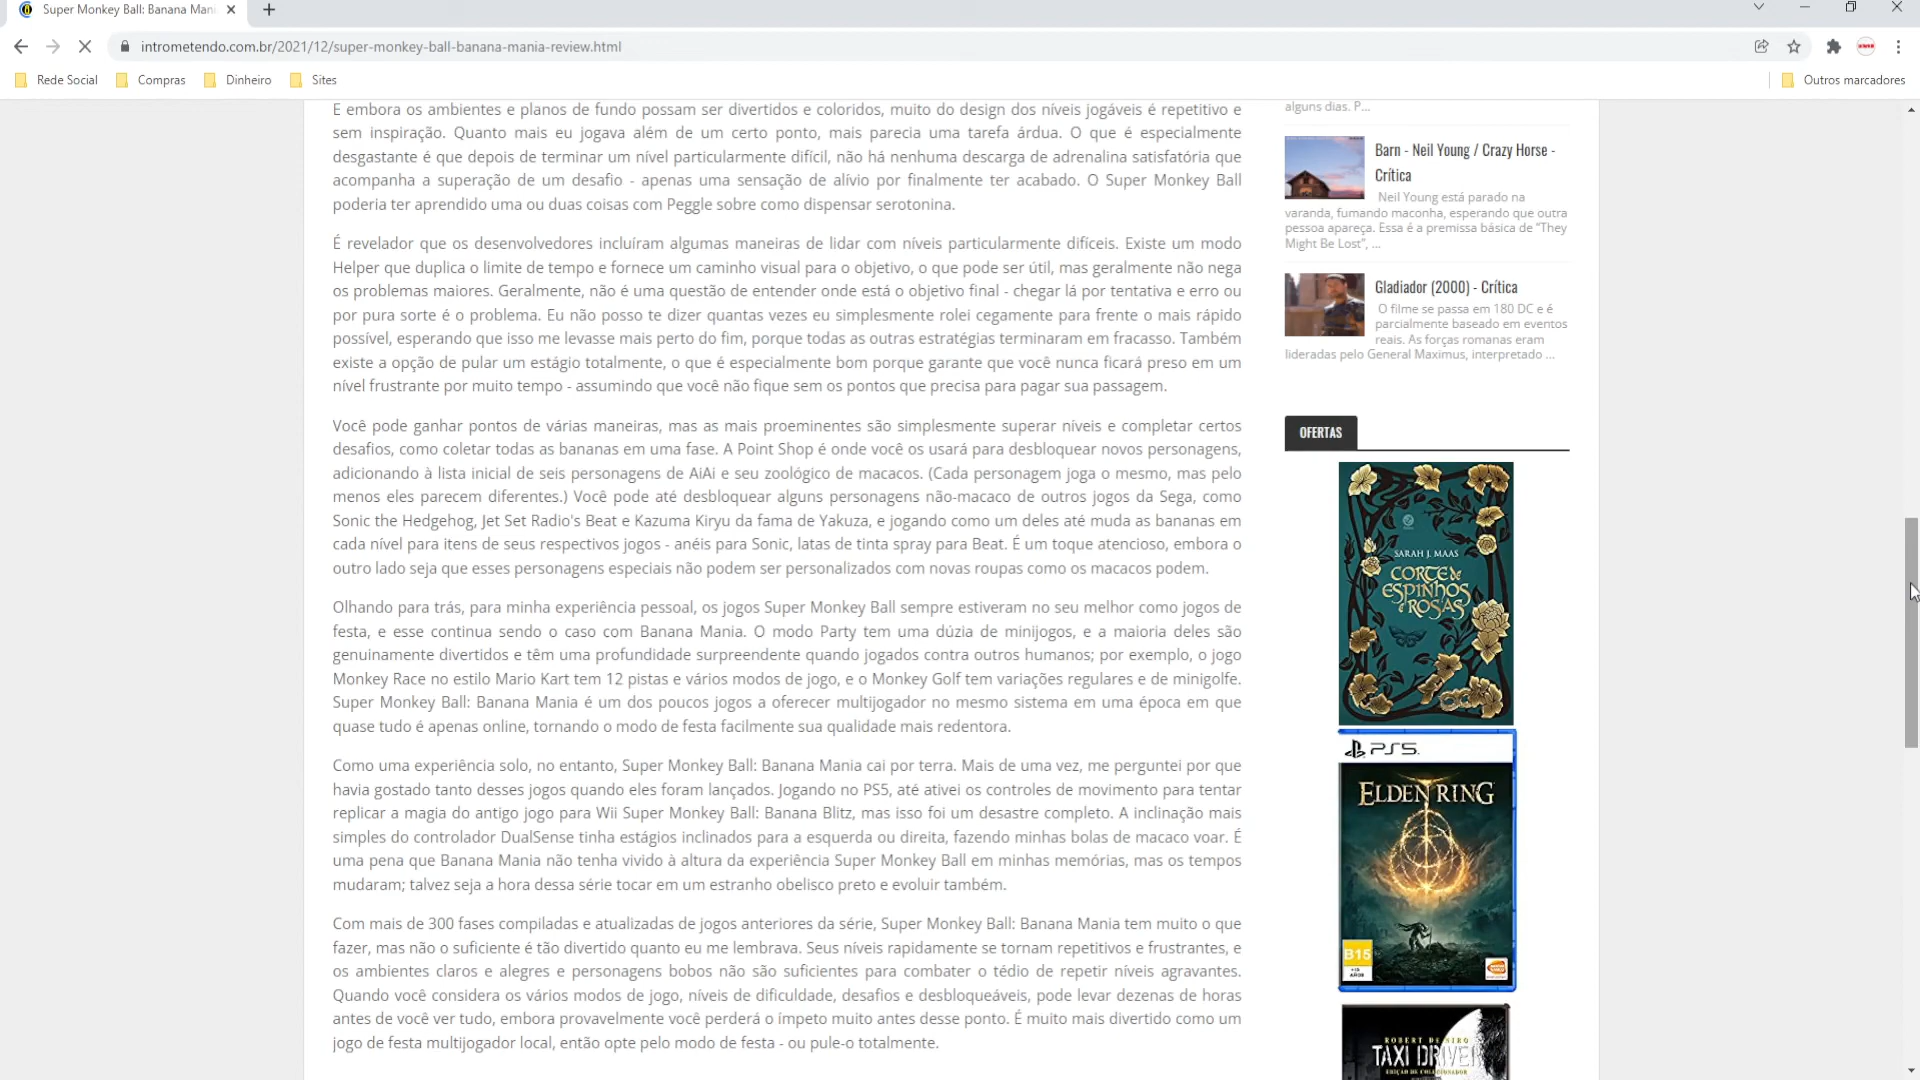 Super Monkey Ball: Banana Man
intrometendo.com.br/2021/12/super-monkey-ball-banana-mania-review.html
Rede Social
Compras
Dinheiro
Sites
Outros marcadores
E embora os ambientes e planos de fundo possam ser divertidos e coloridos, muito do design dos níveis jogáveis é repetitivo e
sem inspiração. Quanto mais eu jogava além de um certo ponto, mais parecia uma tarefa árdua. O que é especialmente
desgastante é que depois de terminar um nível particularmente difícil, não há nenhuma descarga de adrenalina satisfatória que
acompanha a superação de um desafio - apenas uma sensação de alívio por finalmente ter acabado. O Super Monkey Ball
poderia ter aprendido uma ou duas coisas com Peggle sobre como dispensar serotonina.
É revelador que os desenvolvedores incluíram algumas maneiras de lidar com níveis particularmente difíceis. Existe um modo
Helper que duplica o limite de tempo e fornece um caminho visual para o objetivo, o que pode ser útil, mas geralmente não nega
os problemas maiores. Geralmente, não é uma questão de entender onde está o objetivo final - chegar lá por tentativa e erro ou
por pura sorte é o problema. Eu não posso te dizer quantas vezes eu simplesmente rolei cegamente para frente o mais rápido
possível, esperando que isso me levasse mais perto do fim, porque todas as outras estratégias terminaram em fracasso. Também
existe a opção de pular um estágio totalmente, o que é especialmente bom porque garante que você nunca ficará preso em um
nível frustrante por muito tempo - assumindo que você não fique sem os pontos que precisa para pagar sua passagem.
Você pode ganhar pontos de várias maneiras, mas as mais proeminentes são simplesmente superar níveis e completar certos
desafios, como coletar todas as bananas em uma fase. A Point Shop é onde você os usará para desbloquear novos personagens,
adicionando à lista inicial de seis personagens de AiAi e seu zoológico de macacos. (Cada personagem joga o mesmo, mas pelo
menos eles parecem diferentes.) Você pode até desbloquear alguns personagens não-macaco de outros jogos da Sega, como
Sonic the Hedgehog, Jet Set Radio's Beat e Kazuma Kiryu da fama de Yakuza, e jogando como um deles até muda as bananas em
cada nível para itens de seus respectivos jogos - anéis para Sonic, latas de tinta spray para Beat. É um toque atencioso, embora o
outro lado seja que esses personagens especiais não podem ser personalizados com novas roupas como os macacos podem.
Olhando para trás, para minha experiência pessoal, os jogos Super Monkey Ball sempre estiveram no seu melhor como jogos de
festa, e esse continua sendo o caso com Banana Mania. O modo Party tem uma dúzia de minijogos, e a maioria deles são
genuinamente divertidos e têm uma profundidade surpreendente quando jogados contra outros humanos; por exemplo, o jogo
Monkey Race no estilo Mario Kart tem 12 pistas e vários modos de jogo, e o Monkey Golf tem variações regulares e de minigolfe.
Super Monkey Ball: Banana Mania é um dos poucos jogos a oferecer multijogador no mesmo sistema em uma época em que
quase tudo é apenas online, tornando o modo de festa facilmente sua qualidade mais redentora.
Como uma experiência solo, no entanto, Super Monkey Ball: Banana Mania cai por terra. Mais de uma vez, me perguntei por que
havia gostado tanto desses jogos quando eles foram lançados. Jogando no PS5, até ativei os controles de movimento para tentar
replicar a magia do antigo jogo para Wii Super Monkey Ball: Banana Blitz, mas isso foi um desastre completo. A inclinação mais
simples do controlador DualSense tinha estágios inclinados para a esquerda ou direita, fazendo minhas bolas de macaco voar. É
uma pena que Banana Mania não tenha vivido à altura da experiência Super Monkey Ball em minhas memórias, mas os tempos
mudaram; talvez seja a hora dessa série tocar em um estranho obelisco preto e evoluir também.
Com mais de 300 fases compiladas e atualizadas de jogos anteriores da série, Super Monkey Ball: Banana Mania tem muito o que
fazer, mas não o suficiente é tão divertido quanto eu me lembrava. Seus níveis rapidamente se tornam repetitivos e frustrantes, e
os ambientes claros e alegres e personagens bobos não são suficientes para combater o tédio de repetir níveis agravantes.
Quando você considera os vários modos de jogo, níveis de dificuldade, desafios e desbloqueáveis, pode levar dezenas de horas
antes de você ver tudo, embora provavelmente você perderá o ímpeto muito antes desse ponto. É muito mais divertido como um
jogo de festa multijogador local, então opte pelo modo de festa - ou pule-o totalmente.
alguns dias. P...
Barn - Neil Young / Crazy Horse -
Crítica
Neil Young está parado na
varanda, fumando maconha, esperando que outra
pessoa apareça. Essa é a premissa básica de “They
Might Be Lost”, ...
Gladiador (2000) - Crítica
O filme se passa em 180 DC e é
parcialmente baseado em eventos
reais. As forças romanas eram
lideradas pelo General Maximus, interpretado ...
OFERTAS
SARAH J. MAAS
CORTE de
ESPINHOS
e ROSAS
PS5
ELDEN RING
B15
+15
AÑOS
ROBERT DE NIRO
TAXI DRIVER
EDIÇÃO DE COLECIONADOR